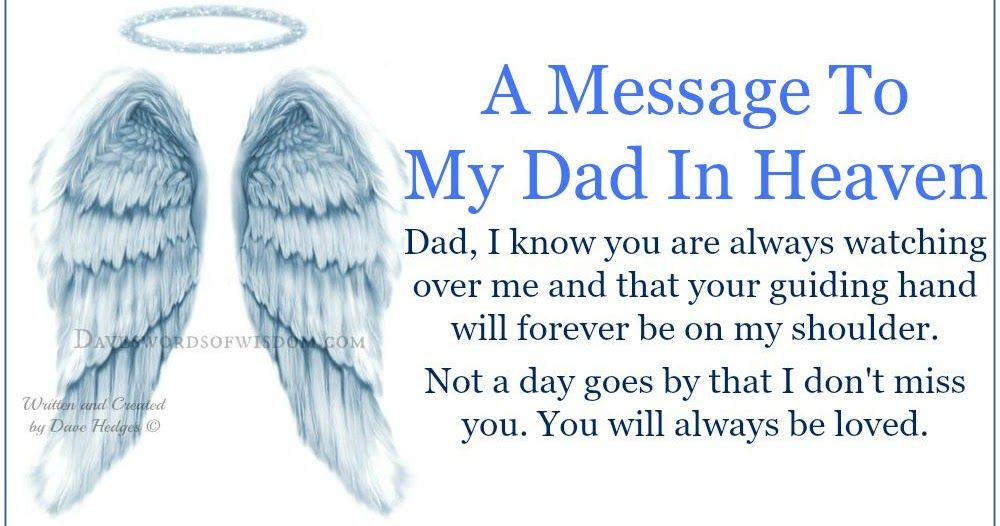 A Message To
My Dad In Heaven
Dad, I know you are always watching
over me and that your guiding hand
will forever be on my shoulder.
Not a day goes by that I don't miss
you. You will always be loved.
Daveswordsofwisdom.com
Written and Created
by Dave Hedges ©